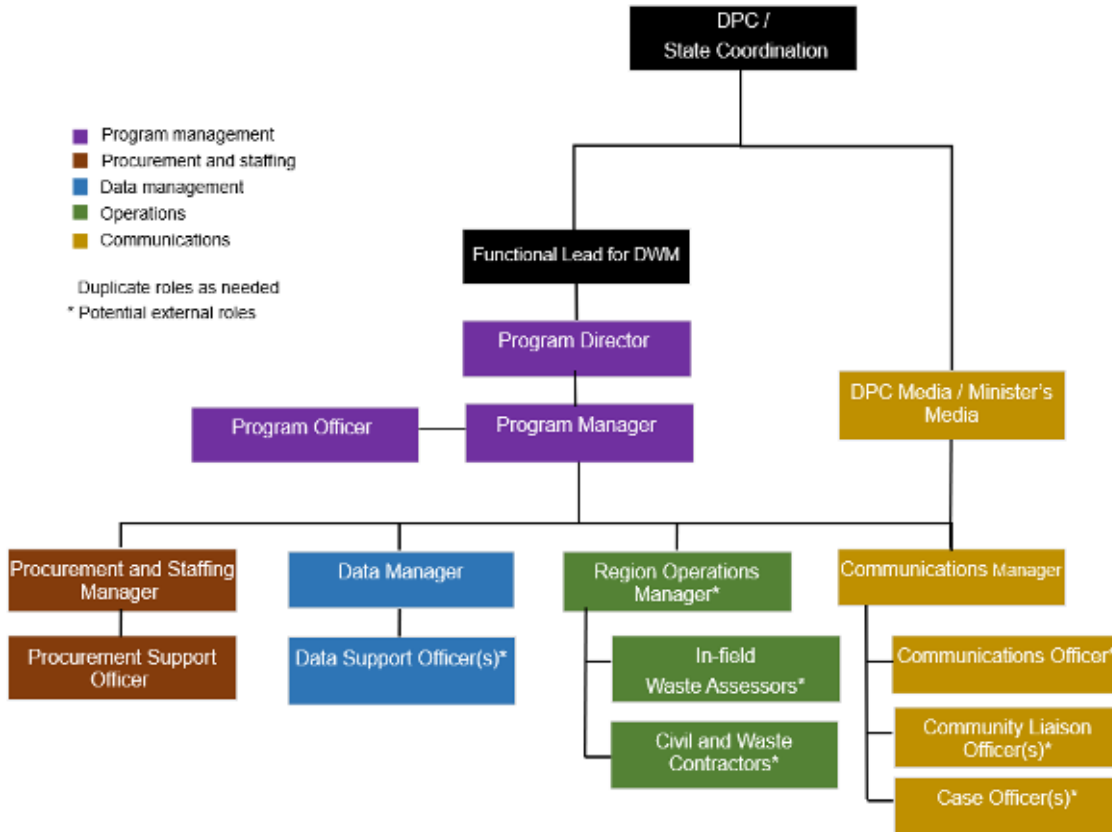 DPC /
State Coordination
Program management
Procurement and staffing
Data management
Operations
Communications
Duplicate roles as needed
* Potential external roles
Functional Lead for DWM
Program Director
Program Officer
Program Manager
DPC Media / Minister's
Media
Procurement and Staffing
Manager
Data Manager
Region Operations
Manager*
Communications Manager
Procurement Support
Officer
Data Support Officer(s)*
In-field
Waste Assessors*
Civil and Waste
Contractors*
Communications Officer*
Community Liaison
Officer(s)*
Case Officer(s)*